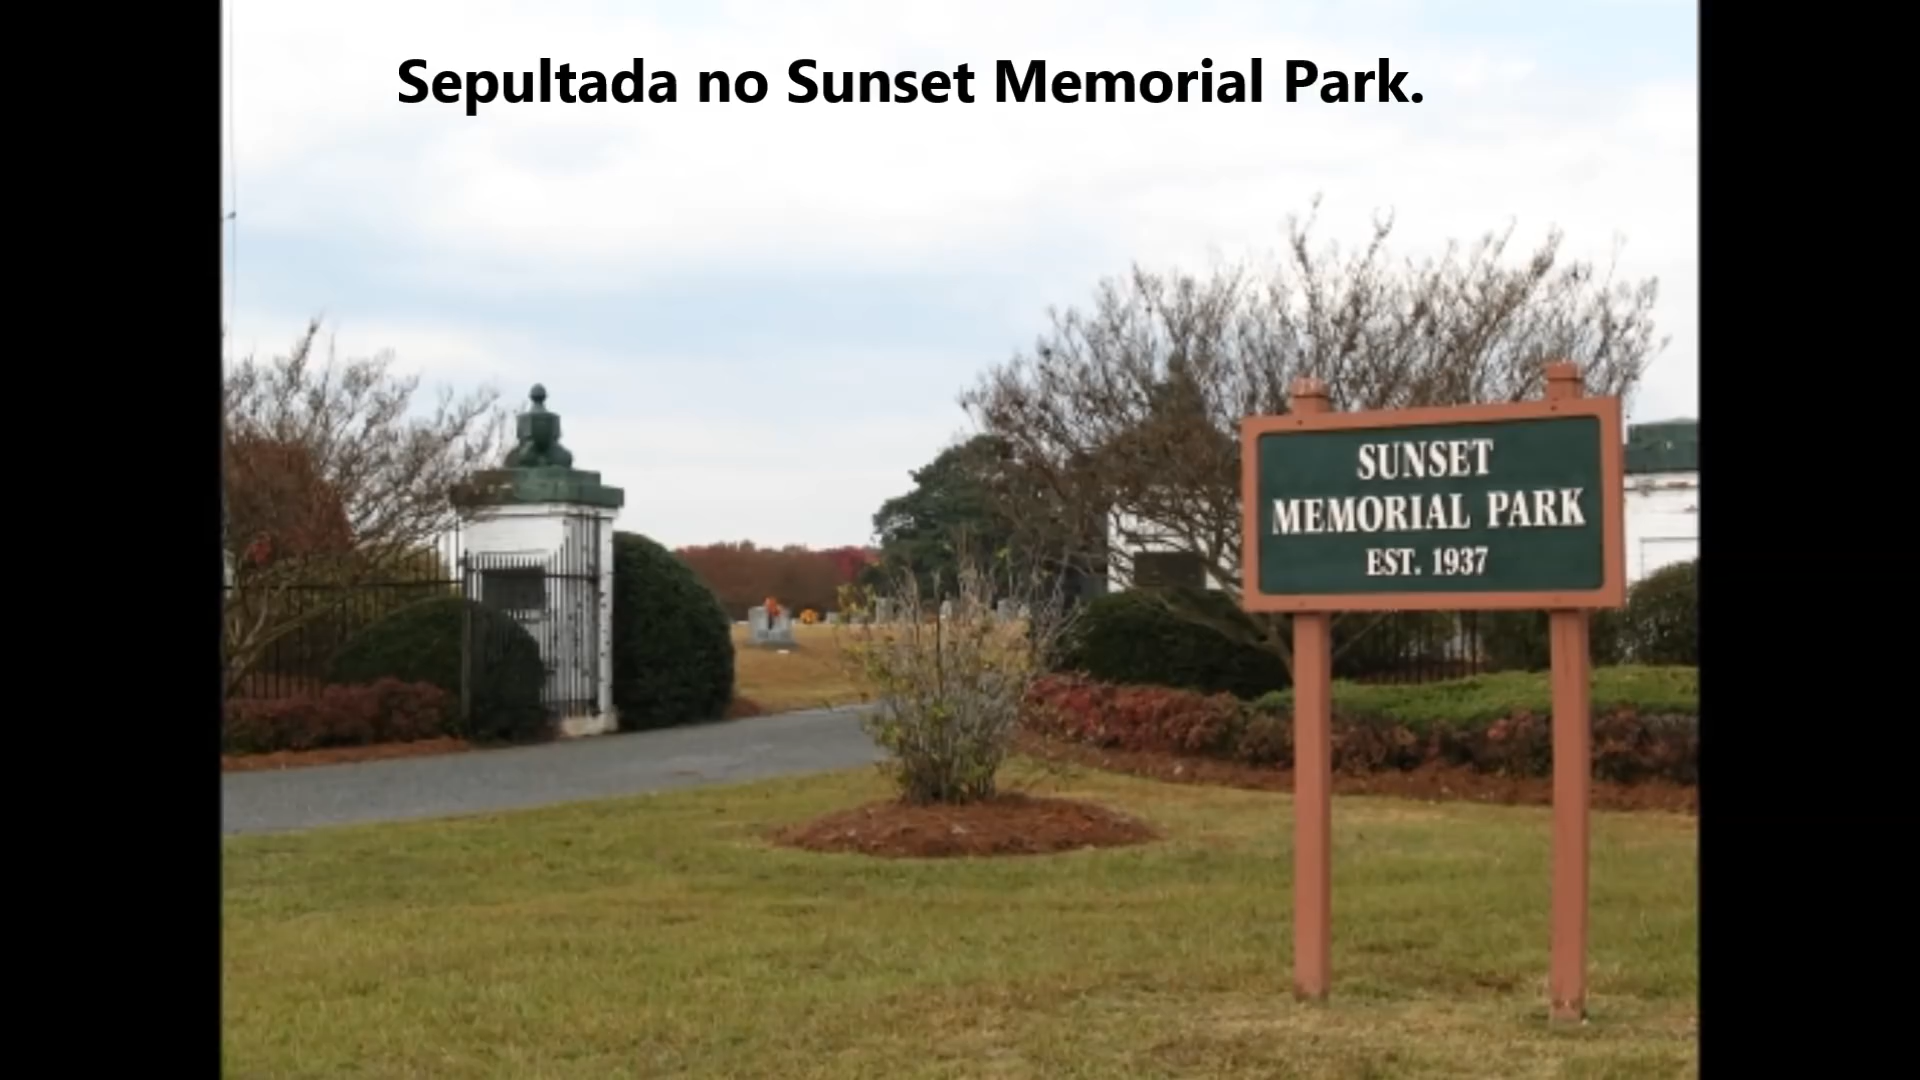 Sepultada no Sunset Memorial Park.
SUNSET
MEMORIAL PARK
EST. 1937